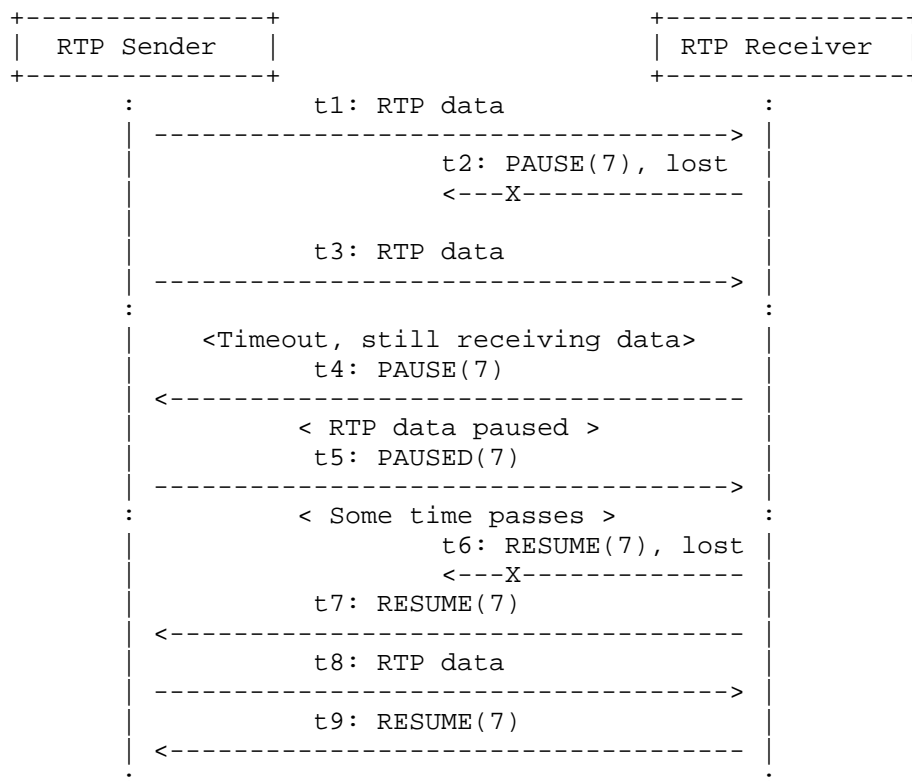 RTP Sender RTP Receiver
t1: RTP data
t2: PAUSE(7), lost
t3: RTP data
<Timeout, still receiving data>
t4: PAUSE(7)
< RTP data paused >
t5: PAUSED(7)
< Some time passes >
t6: RESUME(7), lost
t7: RESUME(7)
t8: RTP data
t9: RESUME(7)